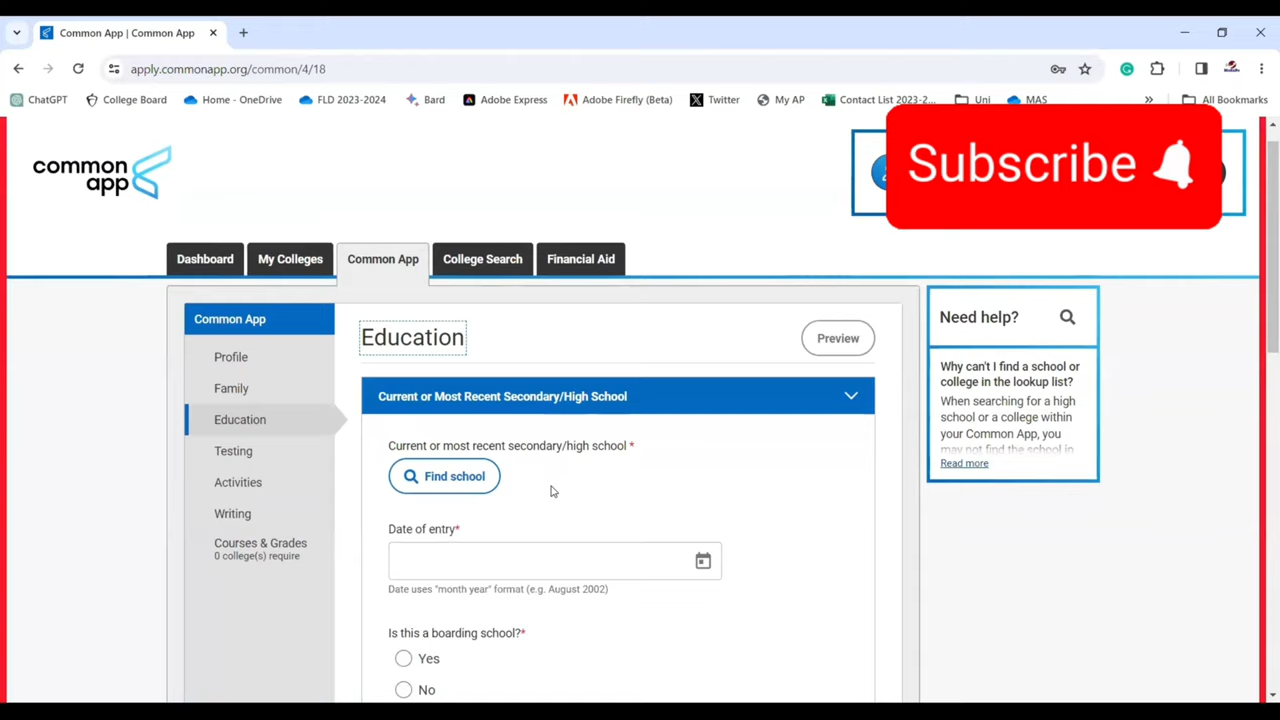 Common App | Common App
apply.commonapp.org/common/4/18
ChatGPT
College Board
Home - OneDrive
FLD 2023-2024
Bard
Adobe Express
Adobe Firefly (Beta)
Twitter
My AP
Contact List 2023-2...
Uni
MAS
»
All Bookmarks
common
app
Subscribe
Dashboard
My Colleges
Common App
College Search
Financial Aid
Common App
Profile
Family
Education
Testing
Activities
Writing
Courses & Grades
0 college(s) require
Education
Preview
Current or Most Recent Secondary/High School
Current or most recent secondary/high school *
Find school
Date of entry*
Date uses "month year" format (e.g. August 2002)
Is this a boarding school?*
Yes
No
Need help?
Why can't I find a school or
college in the lookup list?
When searching for a high
school or a college within
your Common App, you
may not find the school in
Read more